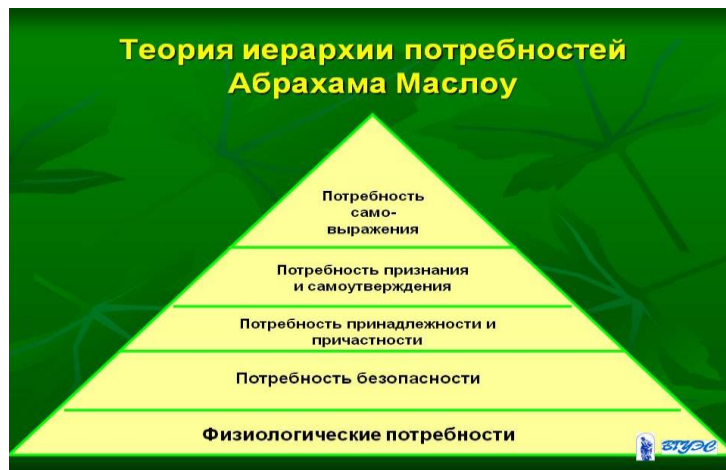 Теория иерархии потребностей
Абрахама Маслоу
Потребность
само-
выражения
Потребность признания
и самоутверждения
Потребность принадлежности и
причастности
Потребность безопасности
Физиологические потребности
ВГУЭС